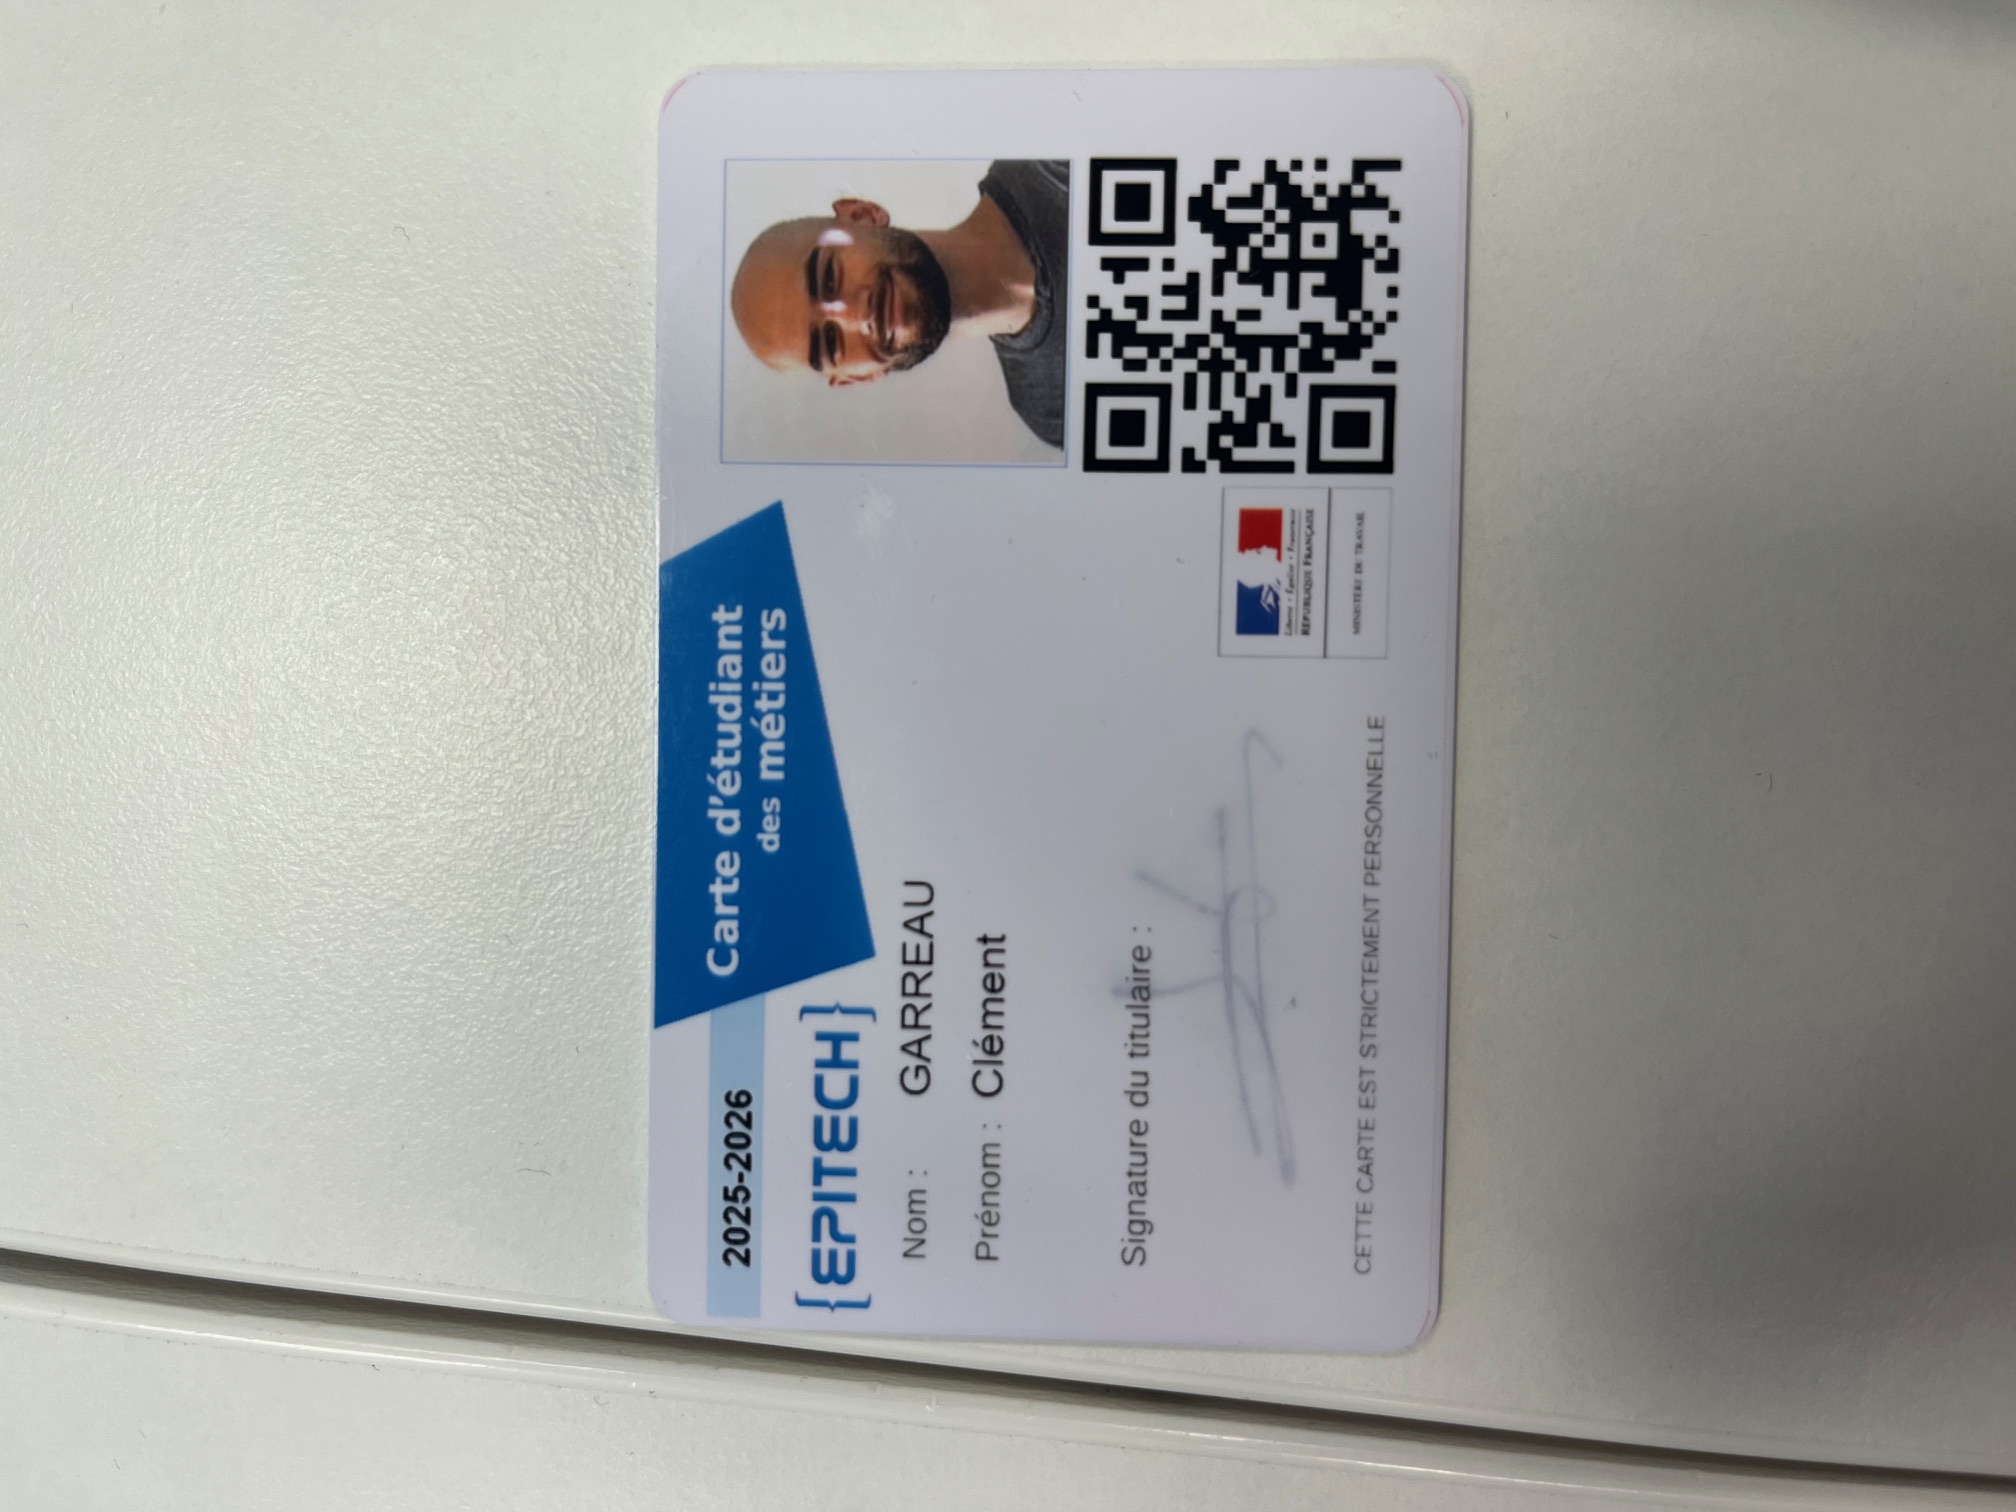 2025-2026
Carte d'étudiant
des métiers
{EPITECH}
Nom : GARREAU
Prénom : Clément
Signature du titulaire :
Liberté • Égalité • Fraternité
RÉPUBLIQUE FRANÇAISE
MINISTÈRE DU TRAVAIL
CETTE CARTE EST STRICTEMENT PERSONNELLE